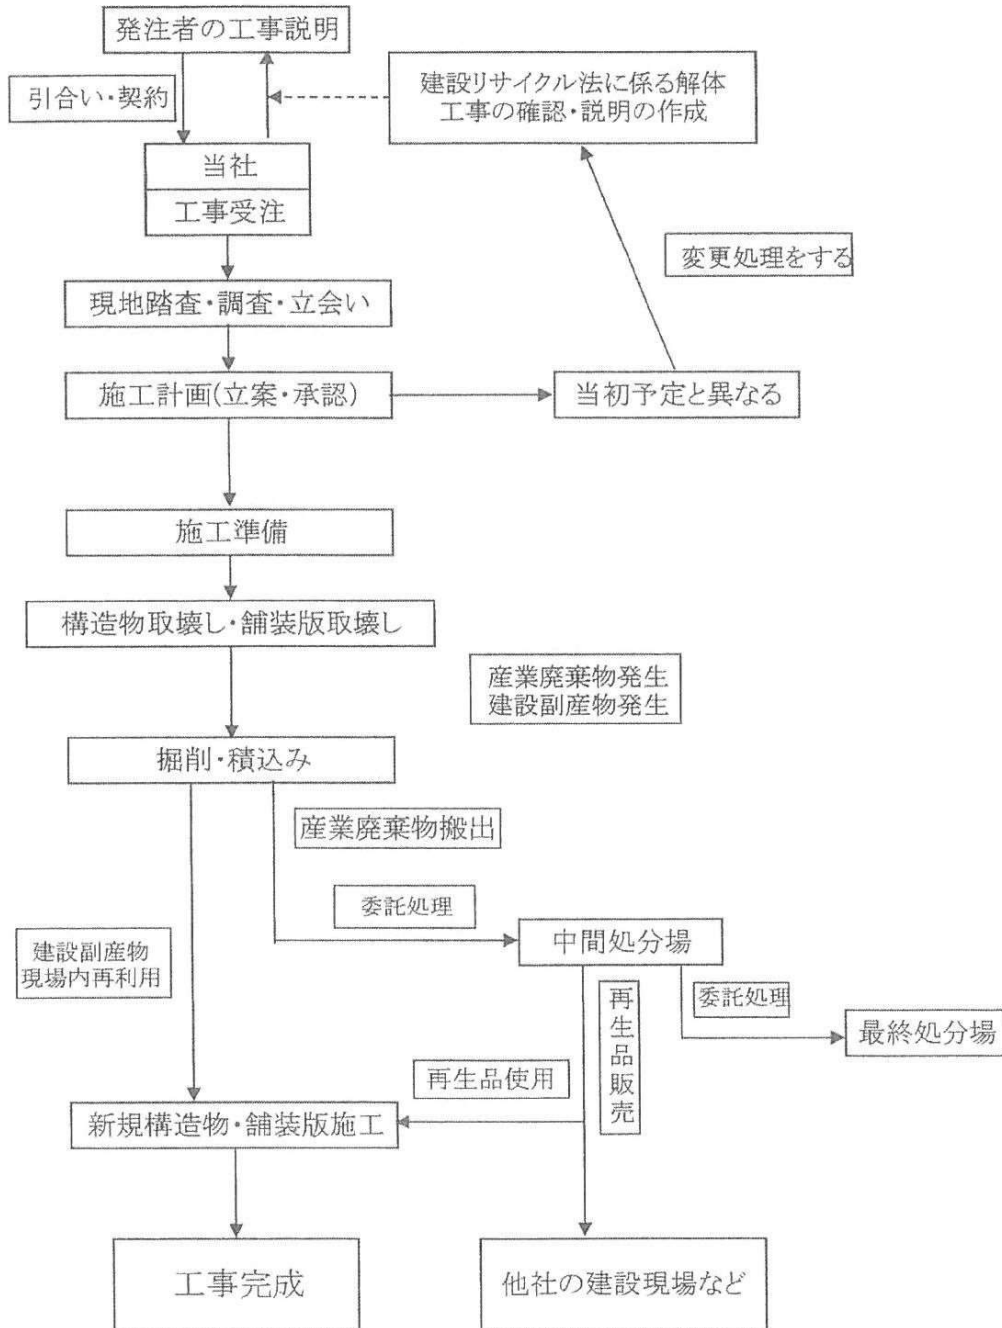 発注者の工事説明
引合い・契約
建設リサイクル法に係る解体
工事の確認・説明の作成
当社
工事受注
変更処理をする
現地踏査・調査・立会い
施工計画(立案・承認)
当初予定と異なる
施工準備
構造物取壊し・舗装版取壊し
産業廃棄物発生
建設副産物発生
掘削・積込み
産業廃棄物搬出
委託処理
中間処分場
建設副産物
現場内再利用
再生品販売
委託処理
最終処分場
再生品使用
新規構造物・舗装版施工
工事完成
他社の建設現場など